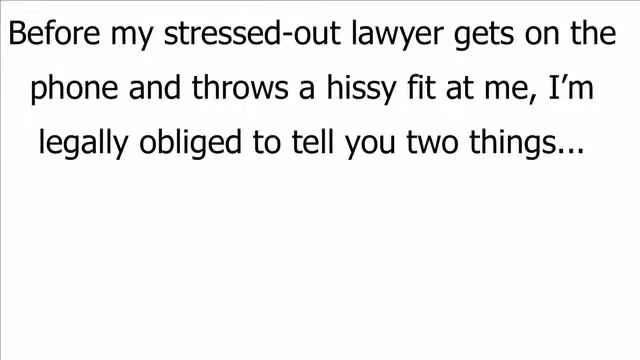 Before my stressed-out lawyer gets on the
phone and throws a hissy fit at me, I’m
legally obliged to tell you two things...